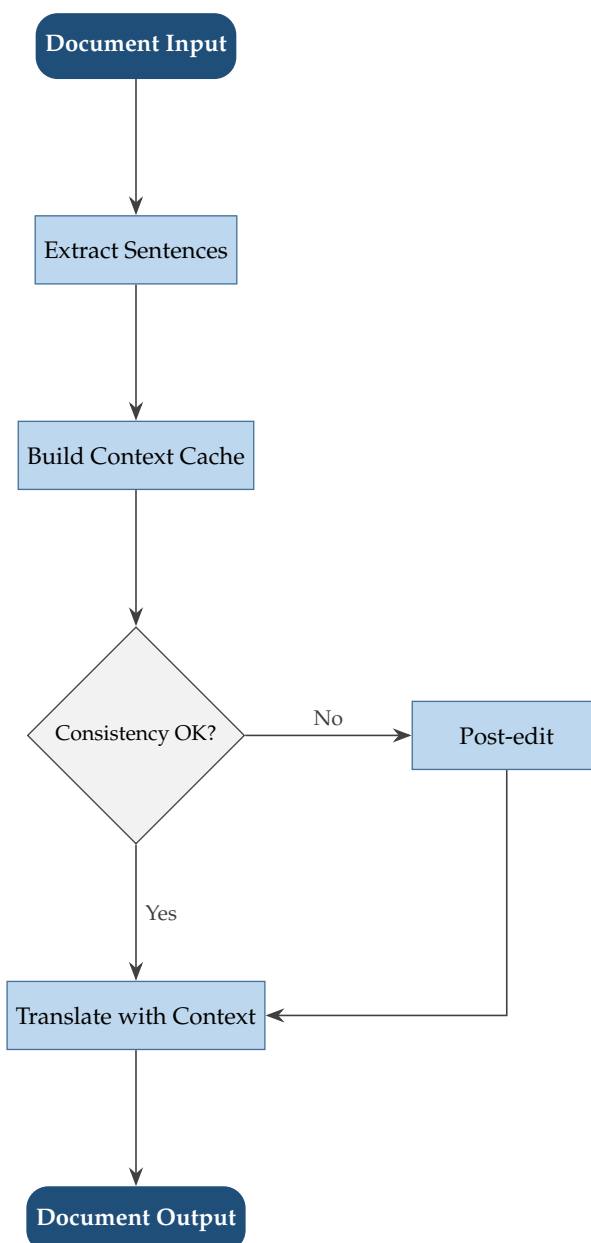 Document Input
Extract Sentences
Build Context Cache
Consistency OK?
No
Post-edit
Yes
Translate with Context
Document Output